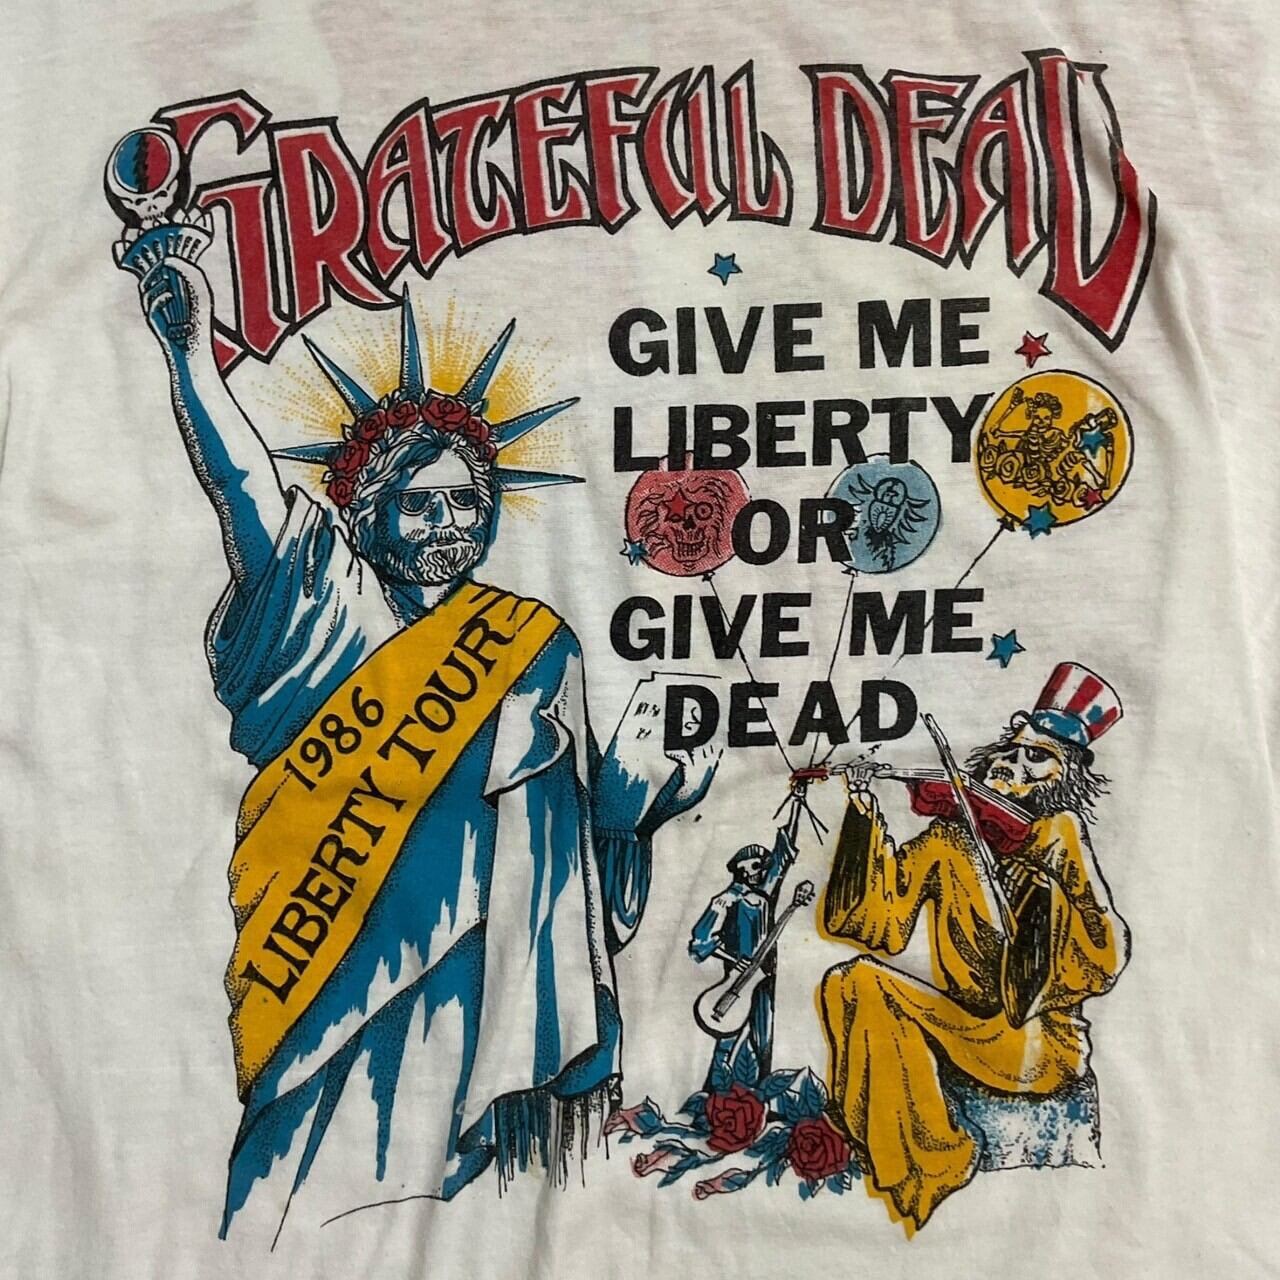 GRATEFUL DEAD
GIVE ME
LIBERTY
OR
GIVE ME
DEAD
1986
LIBERTY TOUR